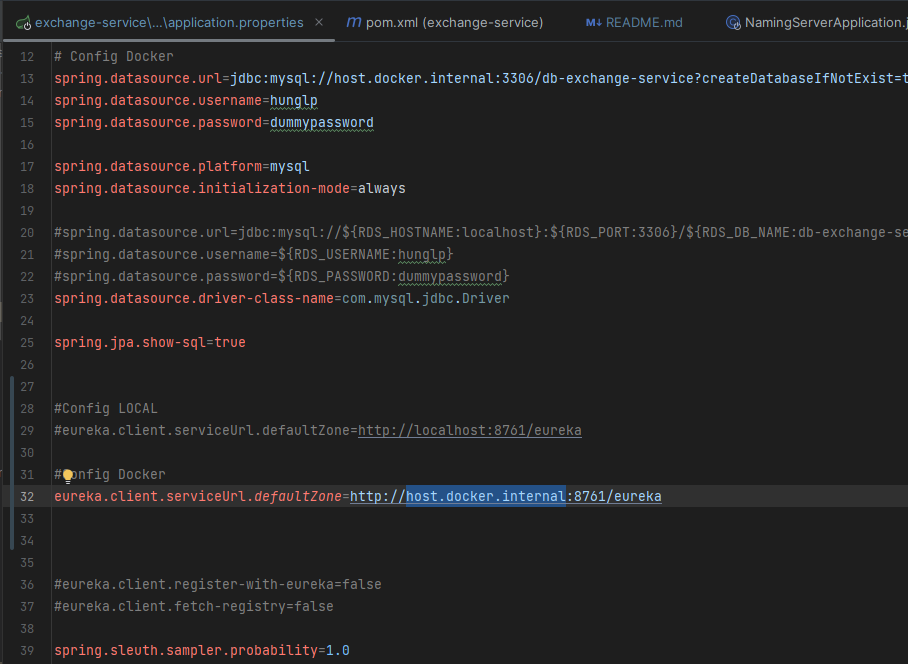 exchange-service\...\application.properties
pom.xml (exchange-service)
README.md
NamingServerApplication.j
12 # Config Docker
13 spring.datasource.url=jdbc:mysql://host.docker.internal:3306/db-exchange-service?createDatabaseIfNotExist=t
14 spring.datasource.username=hunglp
15 spring.datasource.password=dummypassword
16
17 spring.datasource.platform=mysql
18 spring.datasource.initialization-mode=always
19
20 #spring.datasource.url=jdbc:mysql://${RDS_HOSTNAME:localhost}:${RDS_PORT:3306}/${RDS_DB_NAME:db-exchange-se
21 #spring.datasource.username=${RDS_USERNAME:hunglp}
22 #spring.datasource.password=${RDS_PASSWORD:dummypassword}
23 spring.datasource.driver-class-name=com.mysql.jdbc.Driver
24
25 spring.jpa.show-sql=true
26
27
28 #Config LOCAL
29 #eureka.client.serviceUrl.defaultZone=http://localhost:8761/eureka
30
31 #Config Docker
32 eureka.client.serviceUrl.defaultZone=http://host.docker.internal:8761/eureka
33
34
35
36 #eureka.client.register-with-eureka=false
37 #eureka.client.fetch-registry=false
38
39 spring.sleuth.sampler.probability=1.0